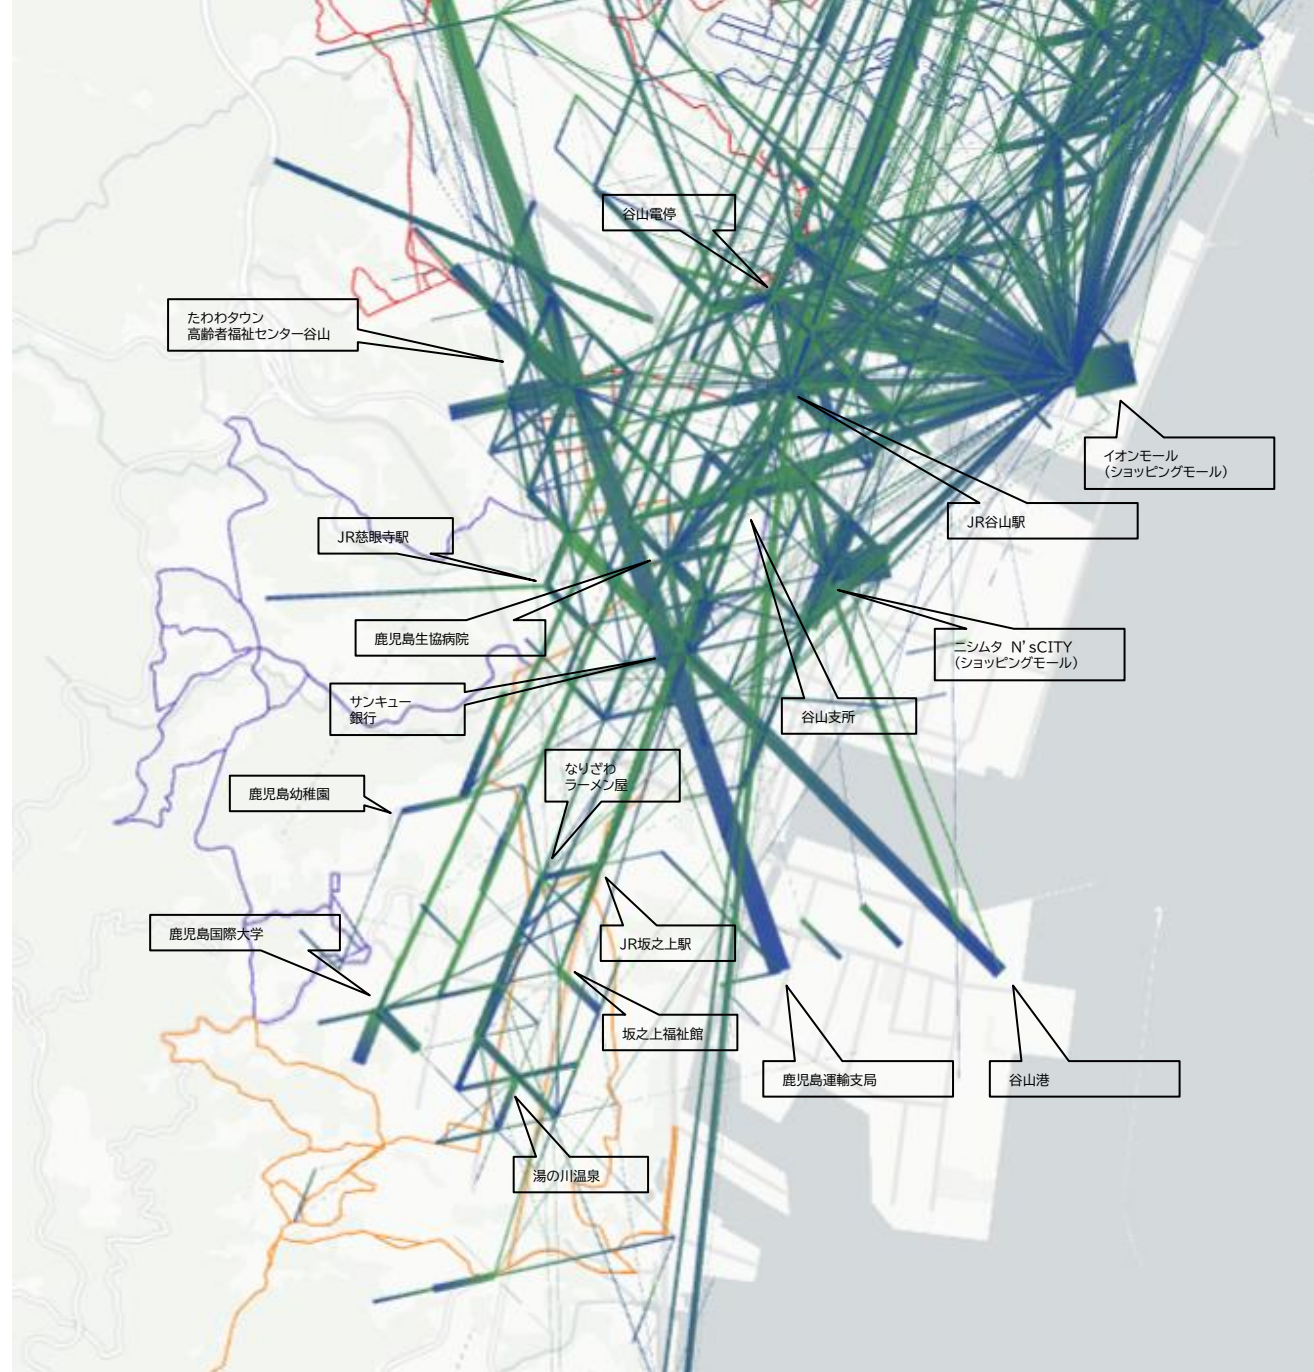 谷山電停
たわわタウン
高齢者福祉センター谷山
イオンモール
(ショッピングモール)
JR谷山駅
JR慈眼寺駅
鹿児島生協病院
ニシムタ N'sCITY
(ショッピングモール)
サンキュー
銀行
谷山支所
なりざわ
ラーメン屋
鹿児島幼稚園
鹿児島国際大学
JR坂之上駅
坂之上福祉館
鹿児島運輸支局
谷山港
湯の川温泉